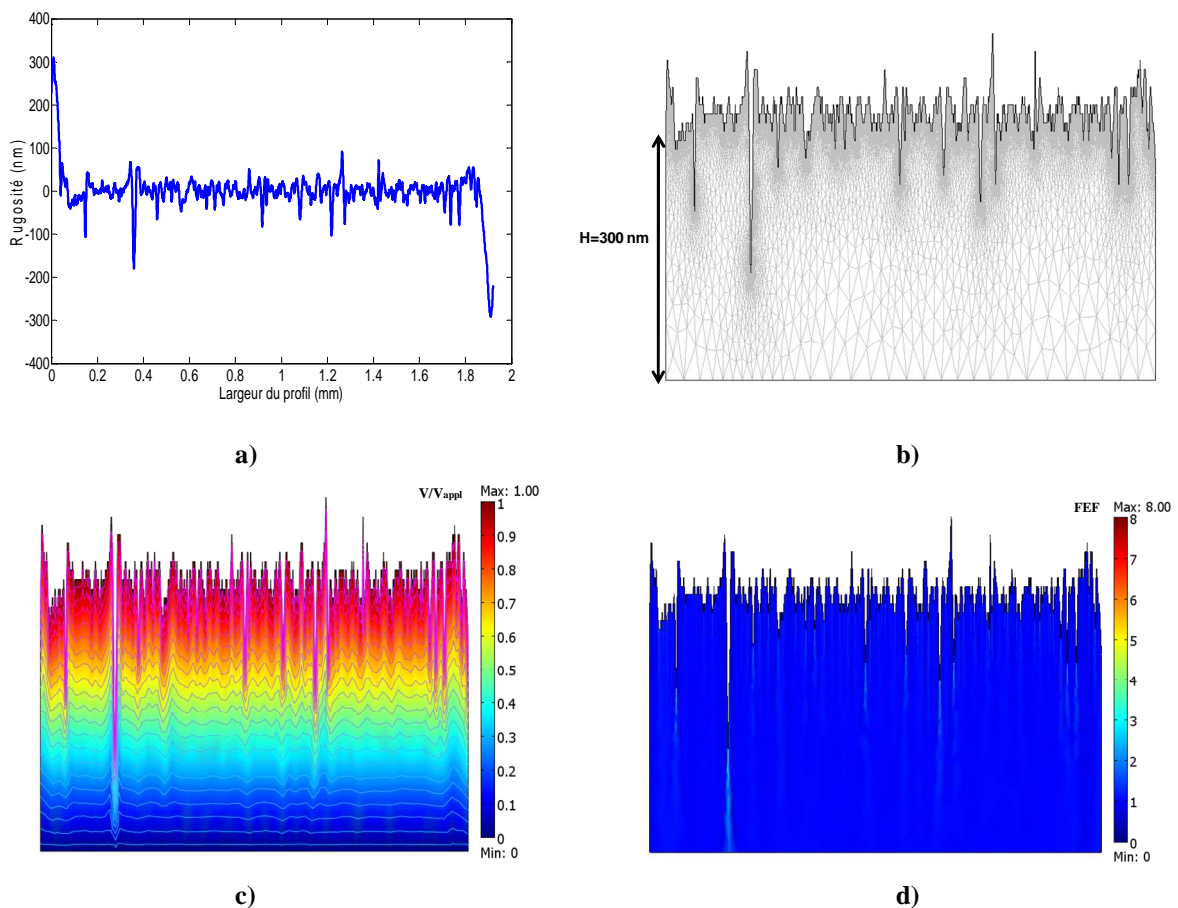 400
300
200
100
0
-100
-200
-300
-400
Rugosité (nm)
0 0.2 0.4 0.6 0.8 1 1.2 1.4 1.6 1.8 2
Largeur du profil (mm)
a)
H=300 nm
b)
V/Vappl Max: 1.00
1
0.9
0.8
0.7
0.6
0.5
0.4
0.3
0.2
0.1
0
Min: 0
c)
FEF Max: 8.00
8
7
6
5
4
3
2
1
0
Min: 0
d)